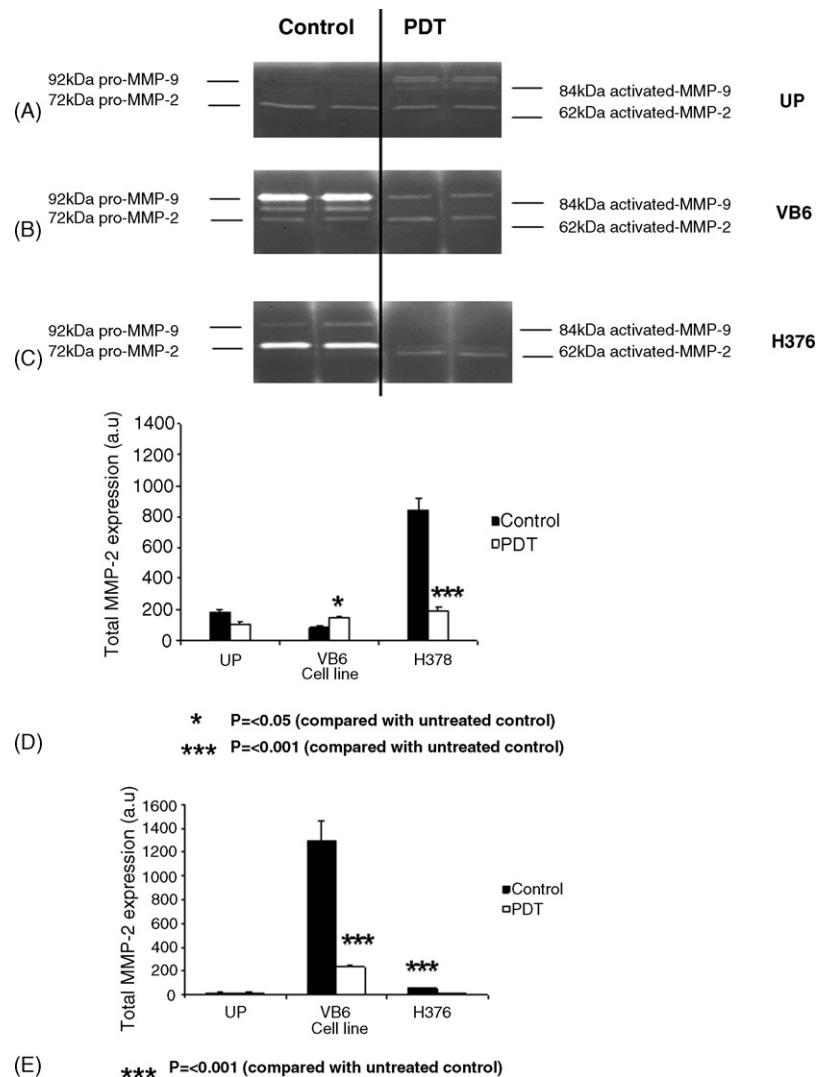 Control PDT
92kDa pro-MMP-9
72kDa pro-MMP-2
84kDa activated-MMP-9
62kDa activated-MMP-2
(A)
UP
92kDa pro-MMP-9
72kDa pro-MMP-2
84kDa activated-MMP-9
62kDa activated-MMP-2
(B)
VB6
92kDa pro-MMP-9
72kDa pro-MMP-2
84kDa activated-MMP-9
62kDa activated-MMP-2
(C)
H376
Total MMP-2 expression (a.u)
1400
1200
1000
800
600
400
200
0
*
***
Control
PDT
UP VB6 H378
Cell line
* P=<0.05 (compared with untreated control)
(D)
*** P=<0.001 (compared with untreated control)
Total MMP-2 expression (a.u)
1600
1400
1200
1000
800
600
400
200
0
*** ***
Control
PDT
UP VB6 H376
Cell line
(E)
*** P=<0.001 (compared with untreated control)